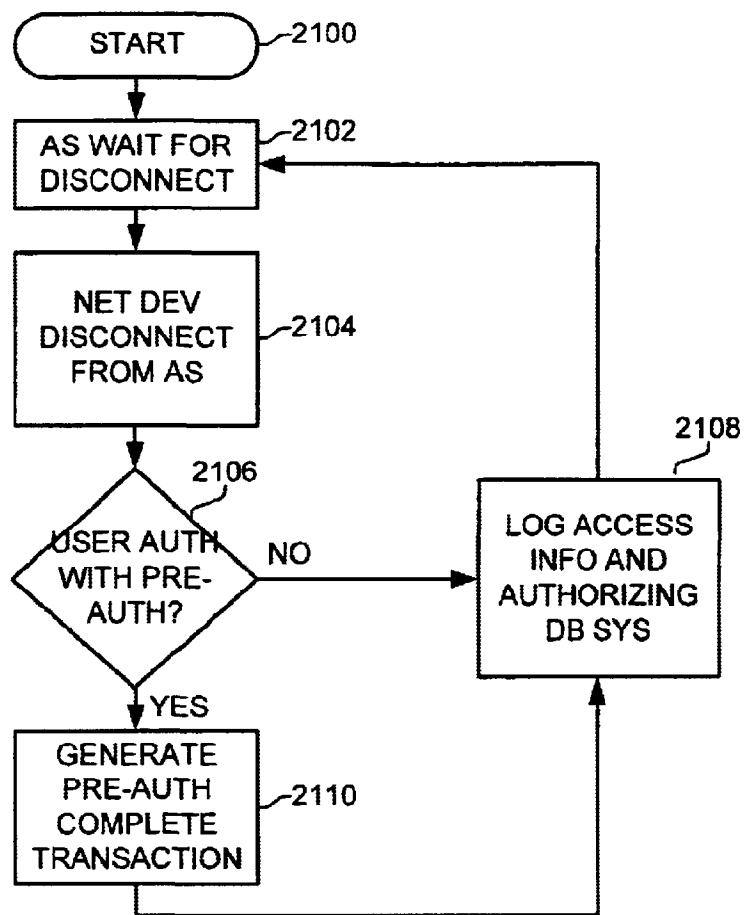 START
2100
2102
AS WAIT FOR
DISCONNECT
NET DEV
DISCONNECT
FROM AS
2104
2106
USER AUTH
WITH PRE-
AUTH?
NO
2108
LOG ACCESS
INFO AND
AUTHORIZING
DB SYS
YES
GENERATE
PRE-AUTH
COMPLETE
TRANSACTION
2110